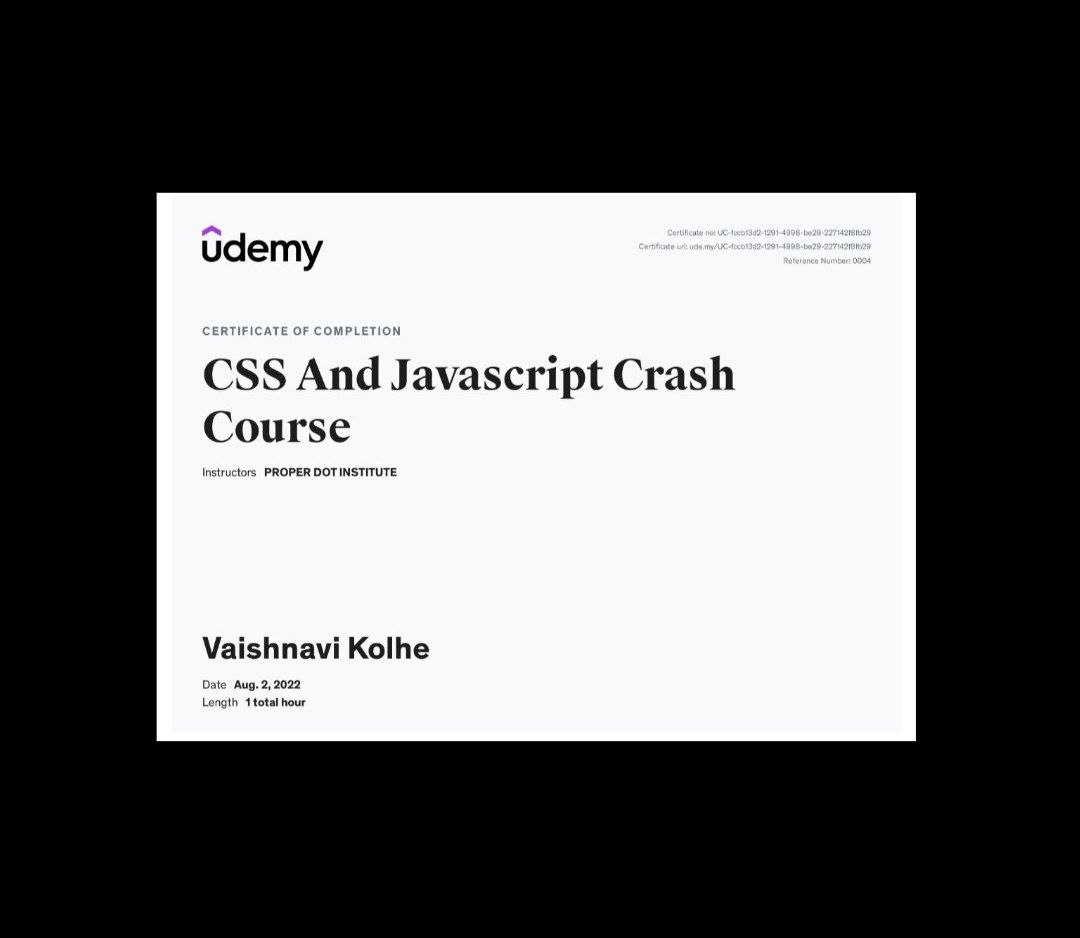 udemy
Certificate no: UC-fccb13d2-1291-4998-be29-227142f8fb29
Certificate url: ude.my/UC-fccb13d2-1291-4998-be29-227142f8fb29
Reference Number: 0004
CERTIFICATE OF COMPLETION
CSS And Javascript Crash
Course
Instructors PROPER DOT INSTITUTE
Vaishnavi Kolhe
Date Aug. 2, 2022
Length 1 total hour